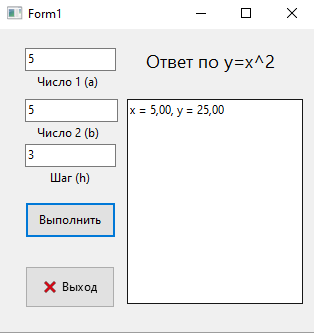 Form1
5
Число 1 (a)
Ответ по y=x^2
5
Число 2 (b)
x = 5,00, y = 25,00
3
Шаг (h)
Выполнить
Выход